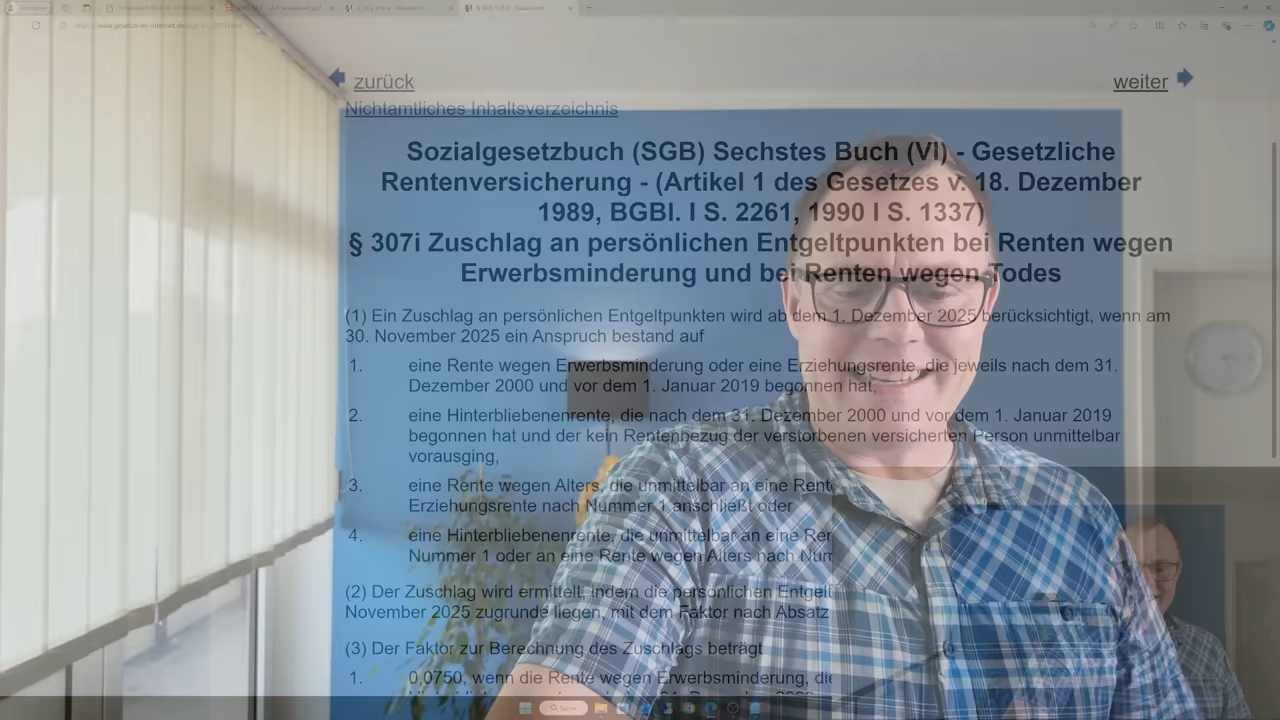 zurück
weiter
Nichtamtliches Inhaltsverzeichnis
Sozialgesetzbuch (SGB) Sechstes Buch (VI) - Gesetzliche
Rentenversicherung - (Artikel 1 des Gesetzes v. 18. Dezember
1989, BGBl. I S. 2261, 1990 I S. 1337)
§ 307i Zuschlag an persönlichen Entgeltpunkten bei Renten wegen
Erwerbsminderung und bei Renten wegen Todes
(1) Ein Zuschlag an persönlichen Entgeltpunkten wird ab dem 1. Dezember 2025 berücksichtigt, wenn am
30. November 2025 ein Anspruch bestand auf
1. eine Rente wegen Erwerbsminderung oder eine Erziehungsrente, die jeweils nach dem 31.
Dezember 2000 und vor dem 1. Januar 2019 begonnen hat,
2. eine Hinterbliebenenrente, die nach dem 31. Dezember 2000 und vor dem 1. Januar 2019
begonnen hat und der kein Rentenbezug der verstorbenen versicherten Person unmittelbar
vorausging,
3. eine Rente wegen Alters, die unmittelbar an eine Rent
Erziehungsrente nach Nummer 1 anschließt oder
4. eine Hinterbliebenenrente, die unmittelbar an eine Ren
Nummer 1 oder an eine Rente wegen Alters nach Num
(2) Der Zuschlag wird ermittelt, indem die persönlichen Entgelt
November 2025 zugrunde liegen, mit dem Faktor nach Absatz
(3) Der Faktor zur Berechnung des Zuschlags beträgt
1. 0,0750, wenn die Rente wegen Erwerbsminderung, die
Suche